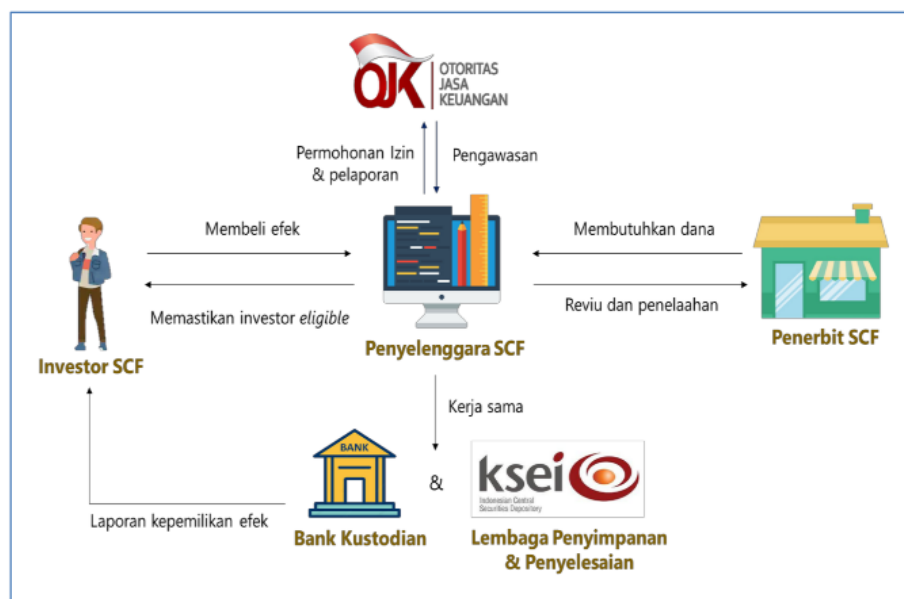 OJK
OTORITAS
JASA
KEUANGAN
Permohonan Izin
& pelaporan
Pengawasan
Membeli efek
Membutuhkan dana
Memastikan investor eligible
Reviu dan penelaahan
Penyelenggara SCF
Investor SCF
Penerbit SCF
Kerja sama
BANK
&
ksei
Indonesian Central
Securities Depository
Laporan kepemilikan efek
Bank Kustodian
Lembaga Penyimpanan
& Penyelesaian